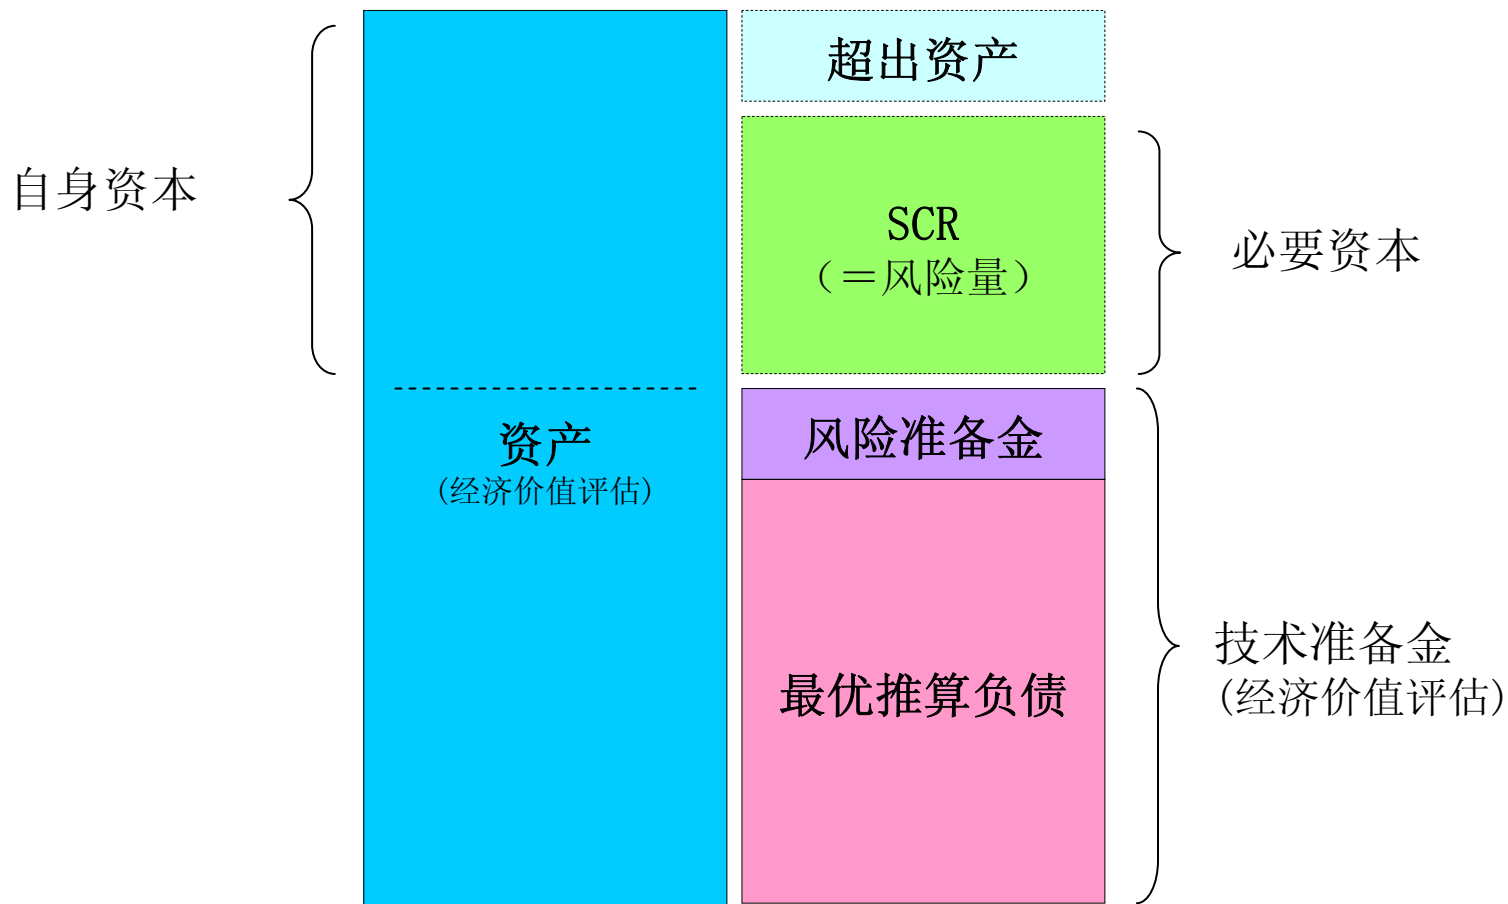 超出资产
自身资本
SCR
（＝风险量）
必要资本
资产
(经济价值评估)
风险准备金
最优推算负债
技术准备金
(经济价值评估)